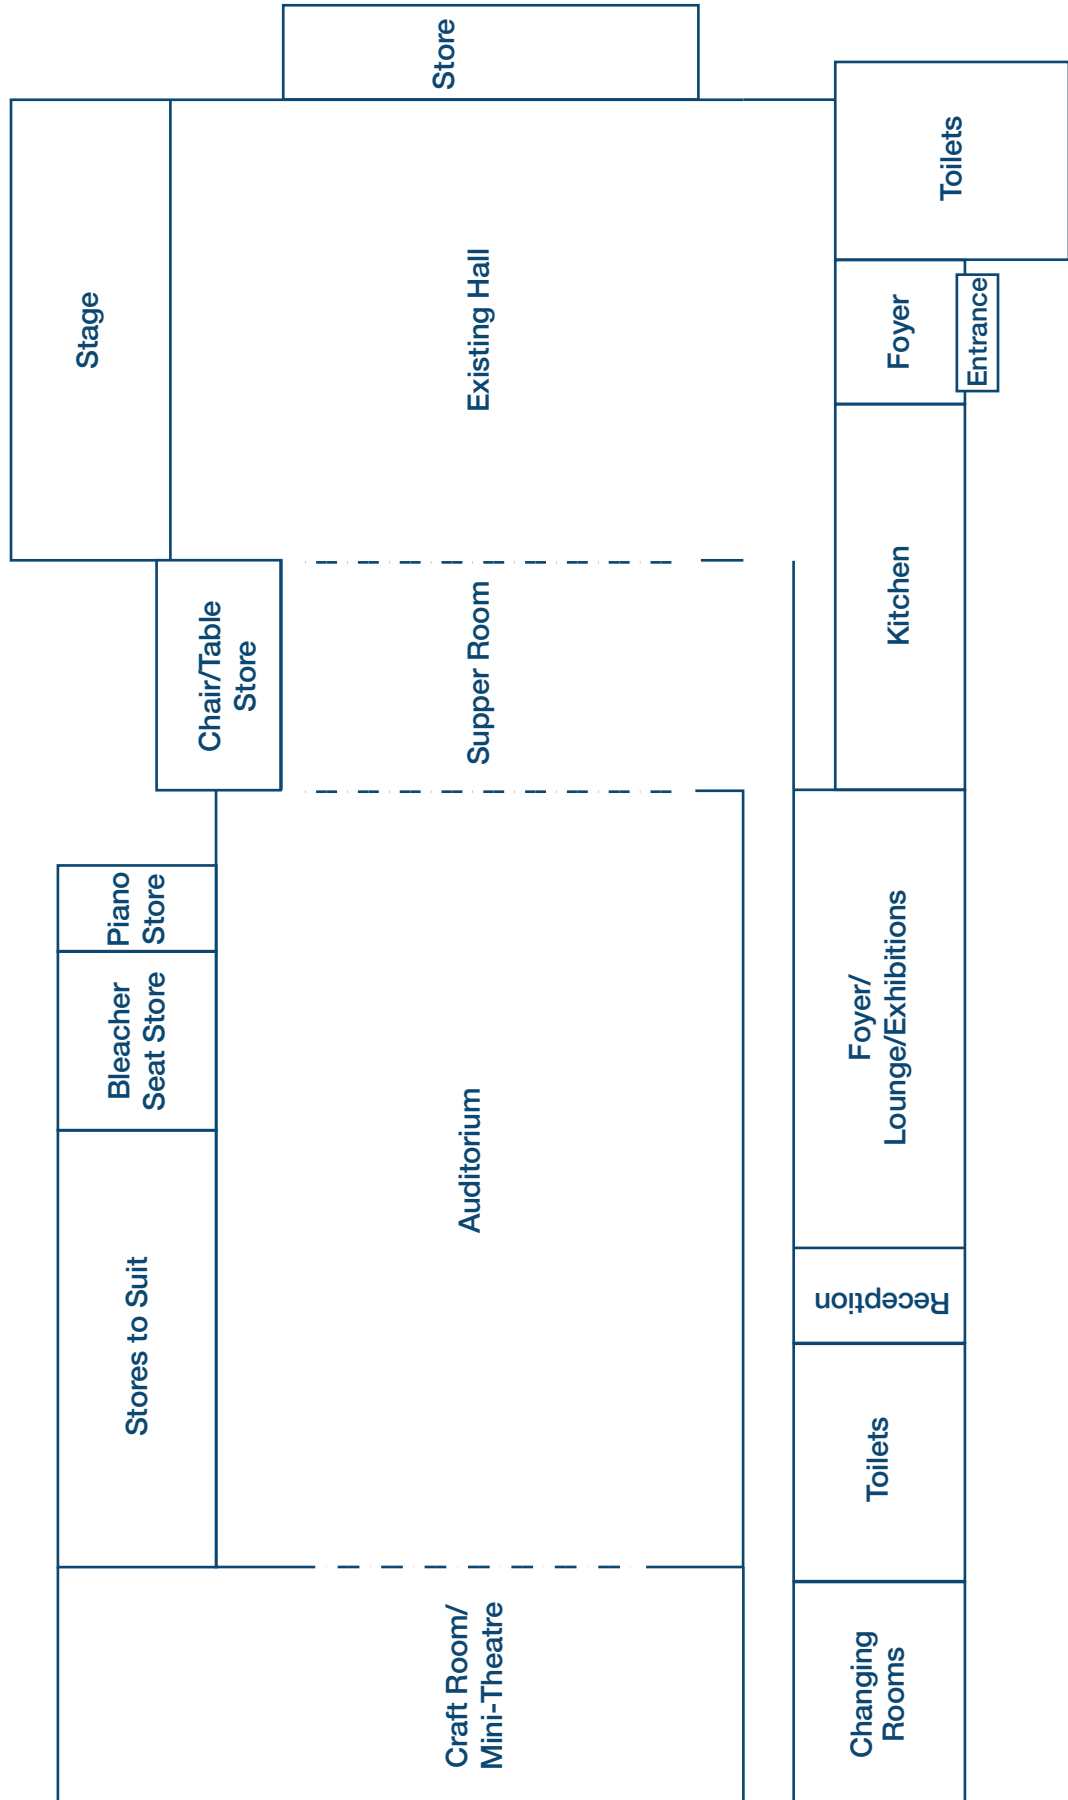 Store
Toilets
Stage
Existing Hall
Foyer
Entrance
Chair/Table
Store
Supper Room
Kitchen
Piano
Store
Bleacher
Seat Store
Foyer/
Lounge/Exhibitions
Auditorium
Stores to Suit
Reception
Toilets
Craft Room/
Mini-Theatre
Changing
Rooms